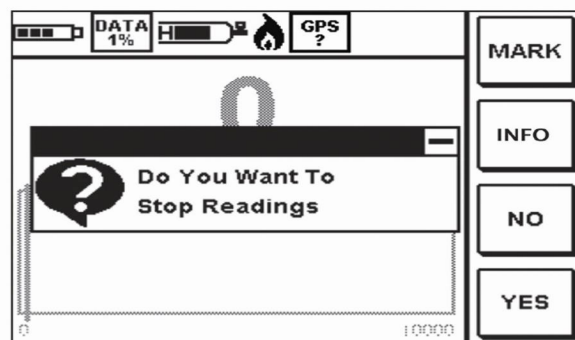 DATA
1%
H
GPS
?
MARK
0
INFO
?
Do You Want To
Stop Readings
NO
YES
0
10000